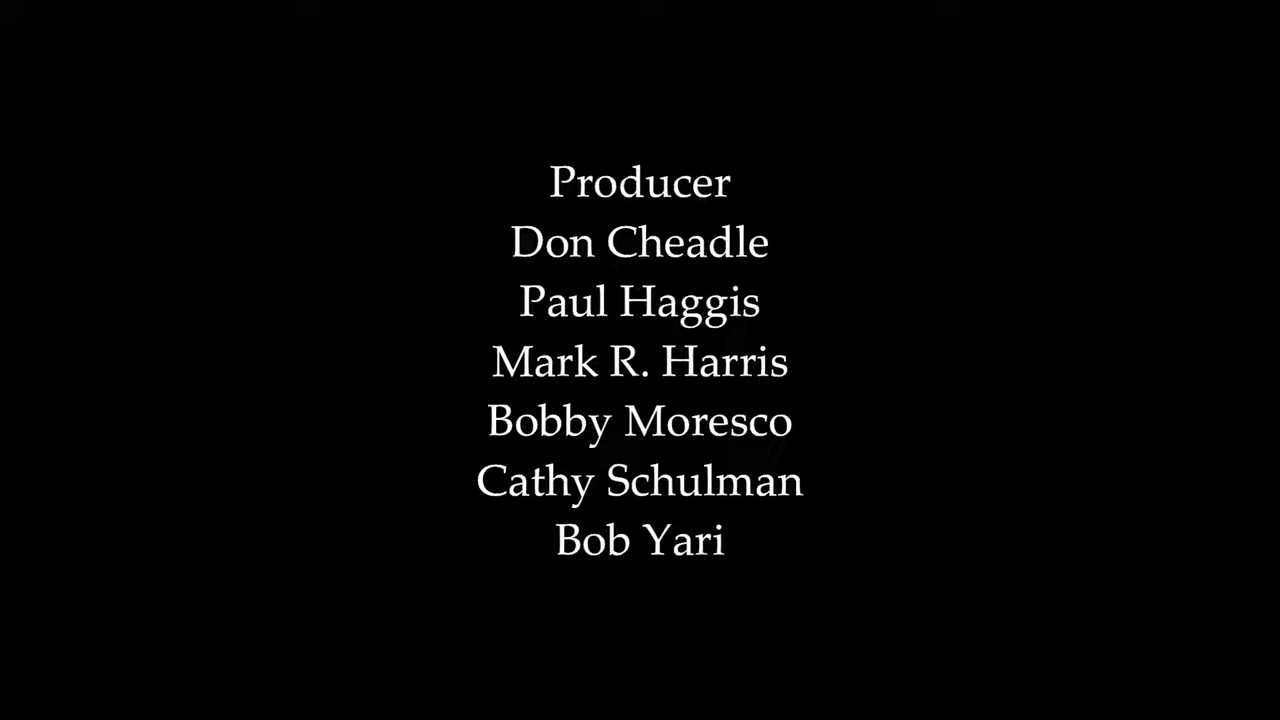 Producer
Don Cheadle
Paul Haggis
Mark R. Harris
Bobby Moresco
Cathy Schulman
Bob Yari